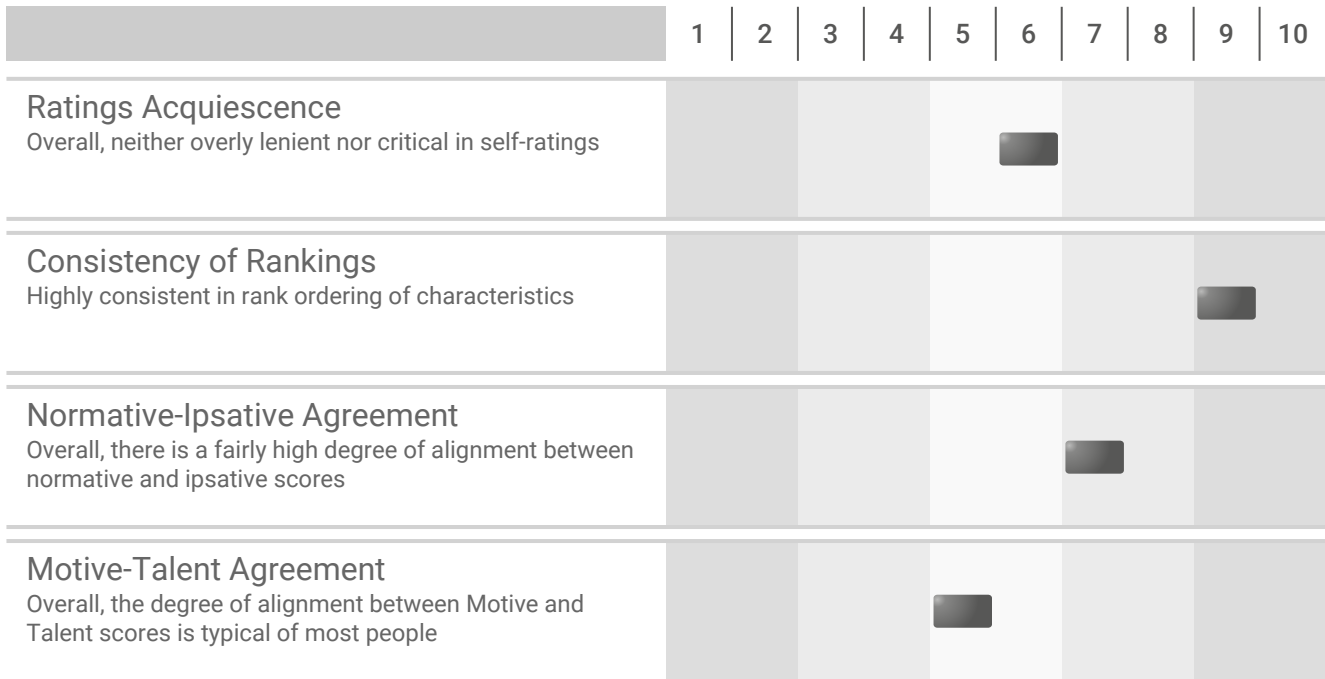 1 2 3 4 5 6 7 8 9 10
Ratings Acquiescence
Overall, neither overly lenient nor critical in self-ratings
Consistency of Rankings
Highly consistent in rank ordering of characteristics
Normative-Ipsative Agreement
Overall, there is a fairly high degree of alignment between
normative and ipsative scores
Motive-Talent Agreement
Overall, the degree of alignment between Motive and
Talent scores is typical of most people